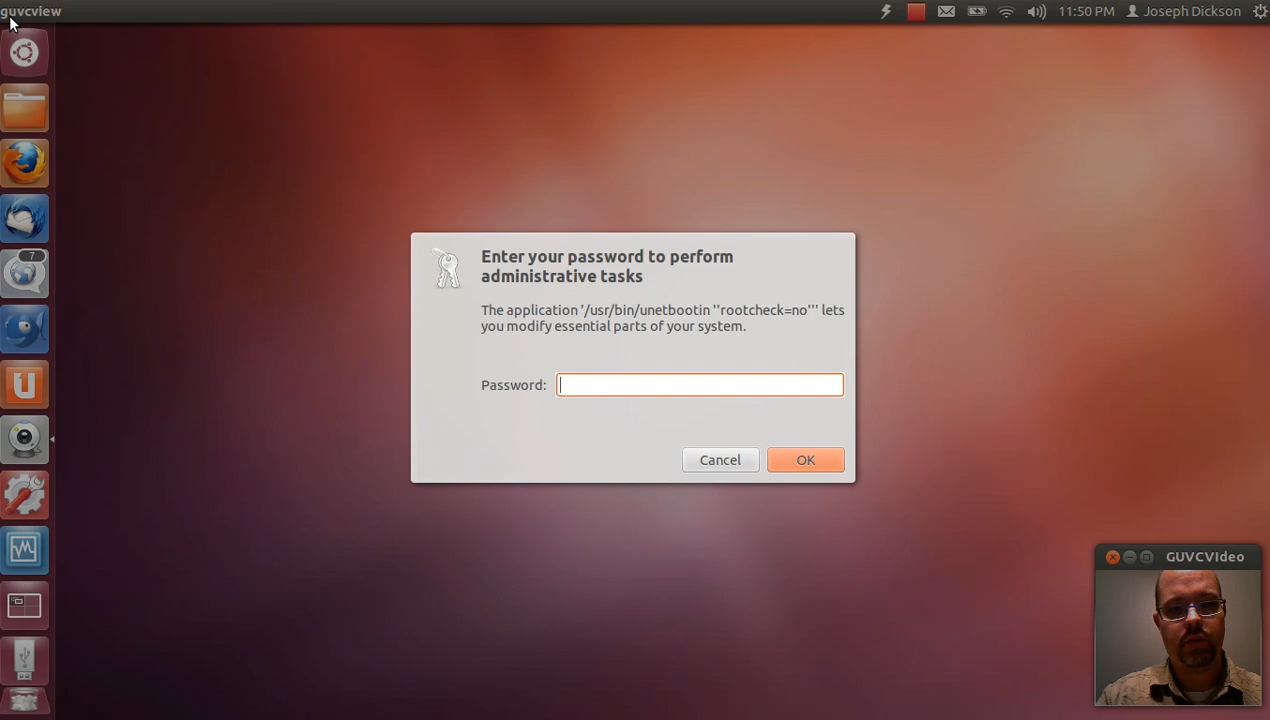 guvcview
11:50 PM
Joseph Dickson
7
U
Enter your password to perform
administrative tasks
The application '/usr/bin/unetbootin ''rootcheck=no''' lets
you modify essential parts of your system.
Password:
Cancel
OK
GUVCVIdeo